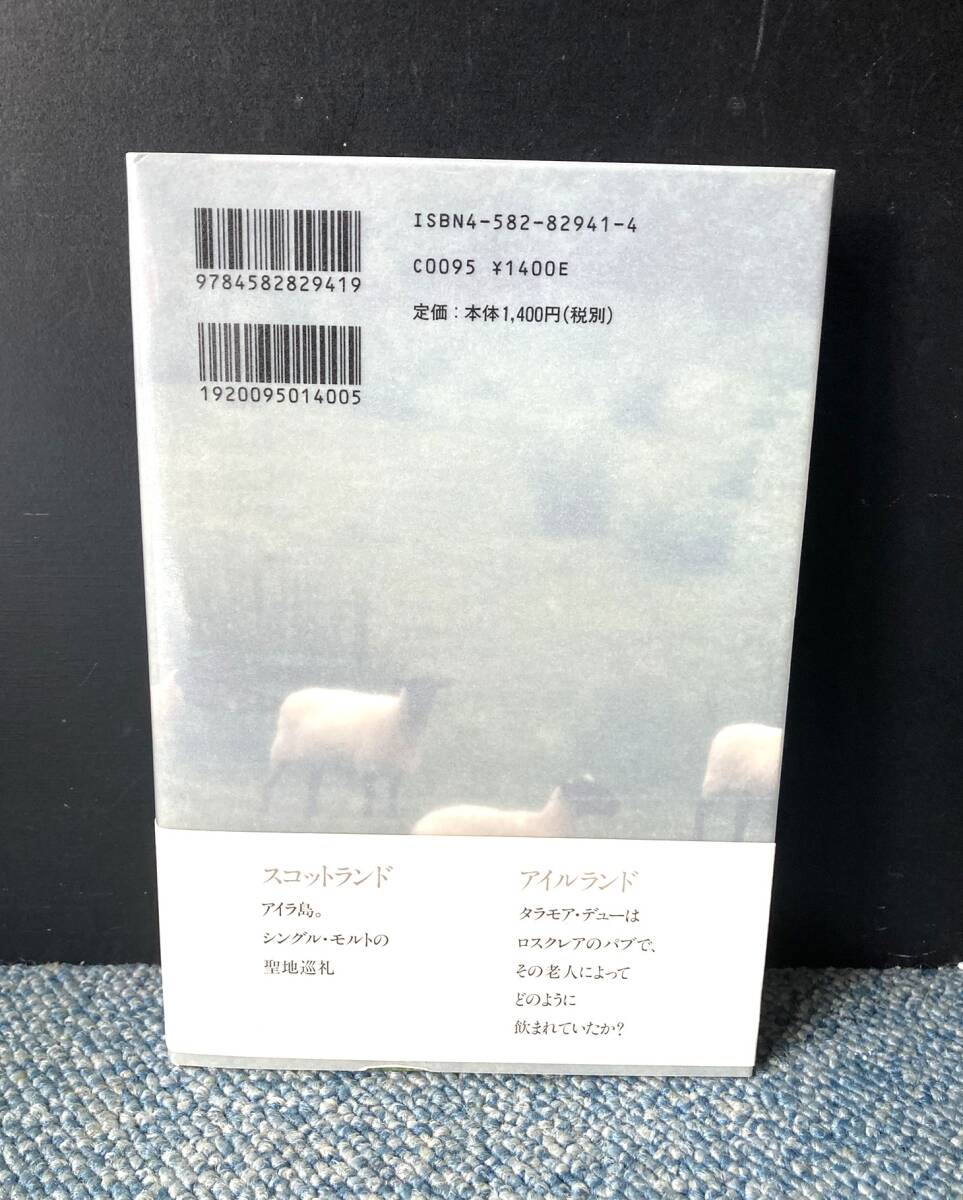 ISBN4-582-82941-4
C0095 ¥1400E
定価：本体1,400円(税別)
9784582829419
1920095014005
スコットランド
アイラ島。
シングル・モルトの
聖地巡礼
アイルランド
タラモア・デューは
ロスクレアのパブで、
その老人によって
どのように
飲まれていたか?